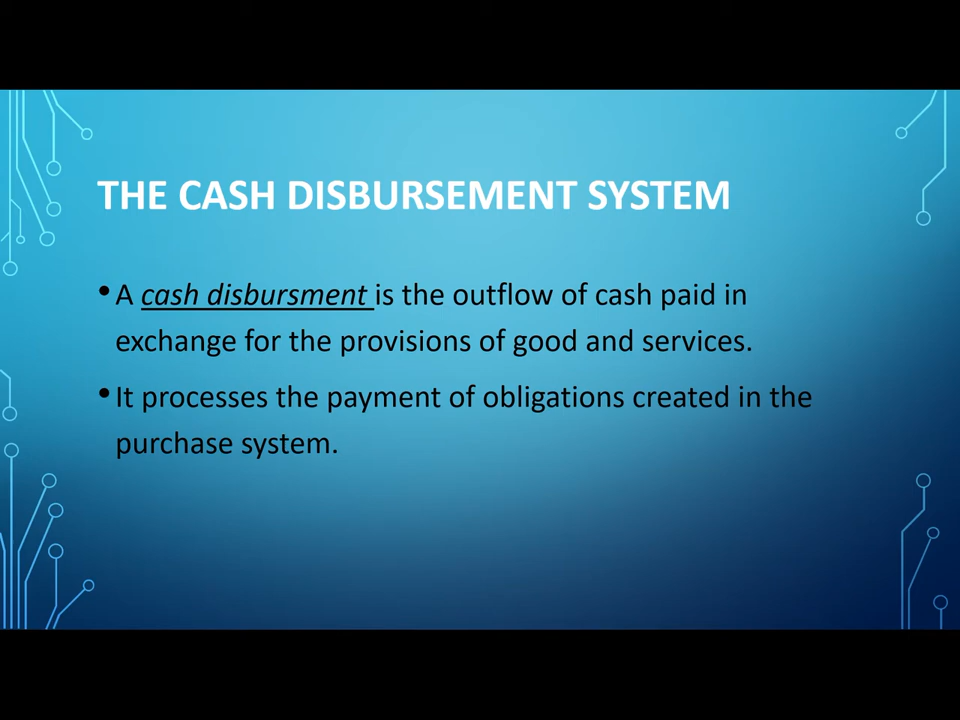 THE CASH DISBURSEMENT SYSTEM
• A cash disbursment is the outflow of cash paid in
exchange for the provisions of good and services.
• It processes the payment of obligations created in the
purchase system.